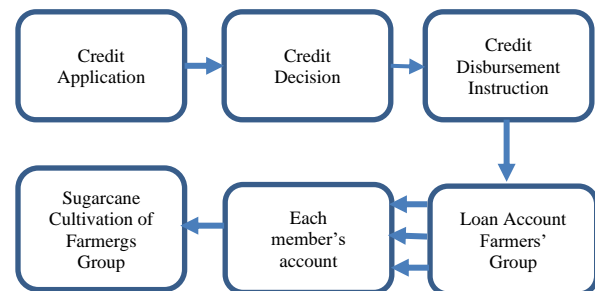 Credit
Application
Credit
Decision
Credit
Disbursement
Instruction
Sugarcane
Cultivation of
Farmergs
Group
Each
member's
account
Loan Account
Farmers'
Group